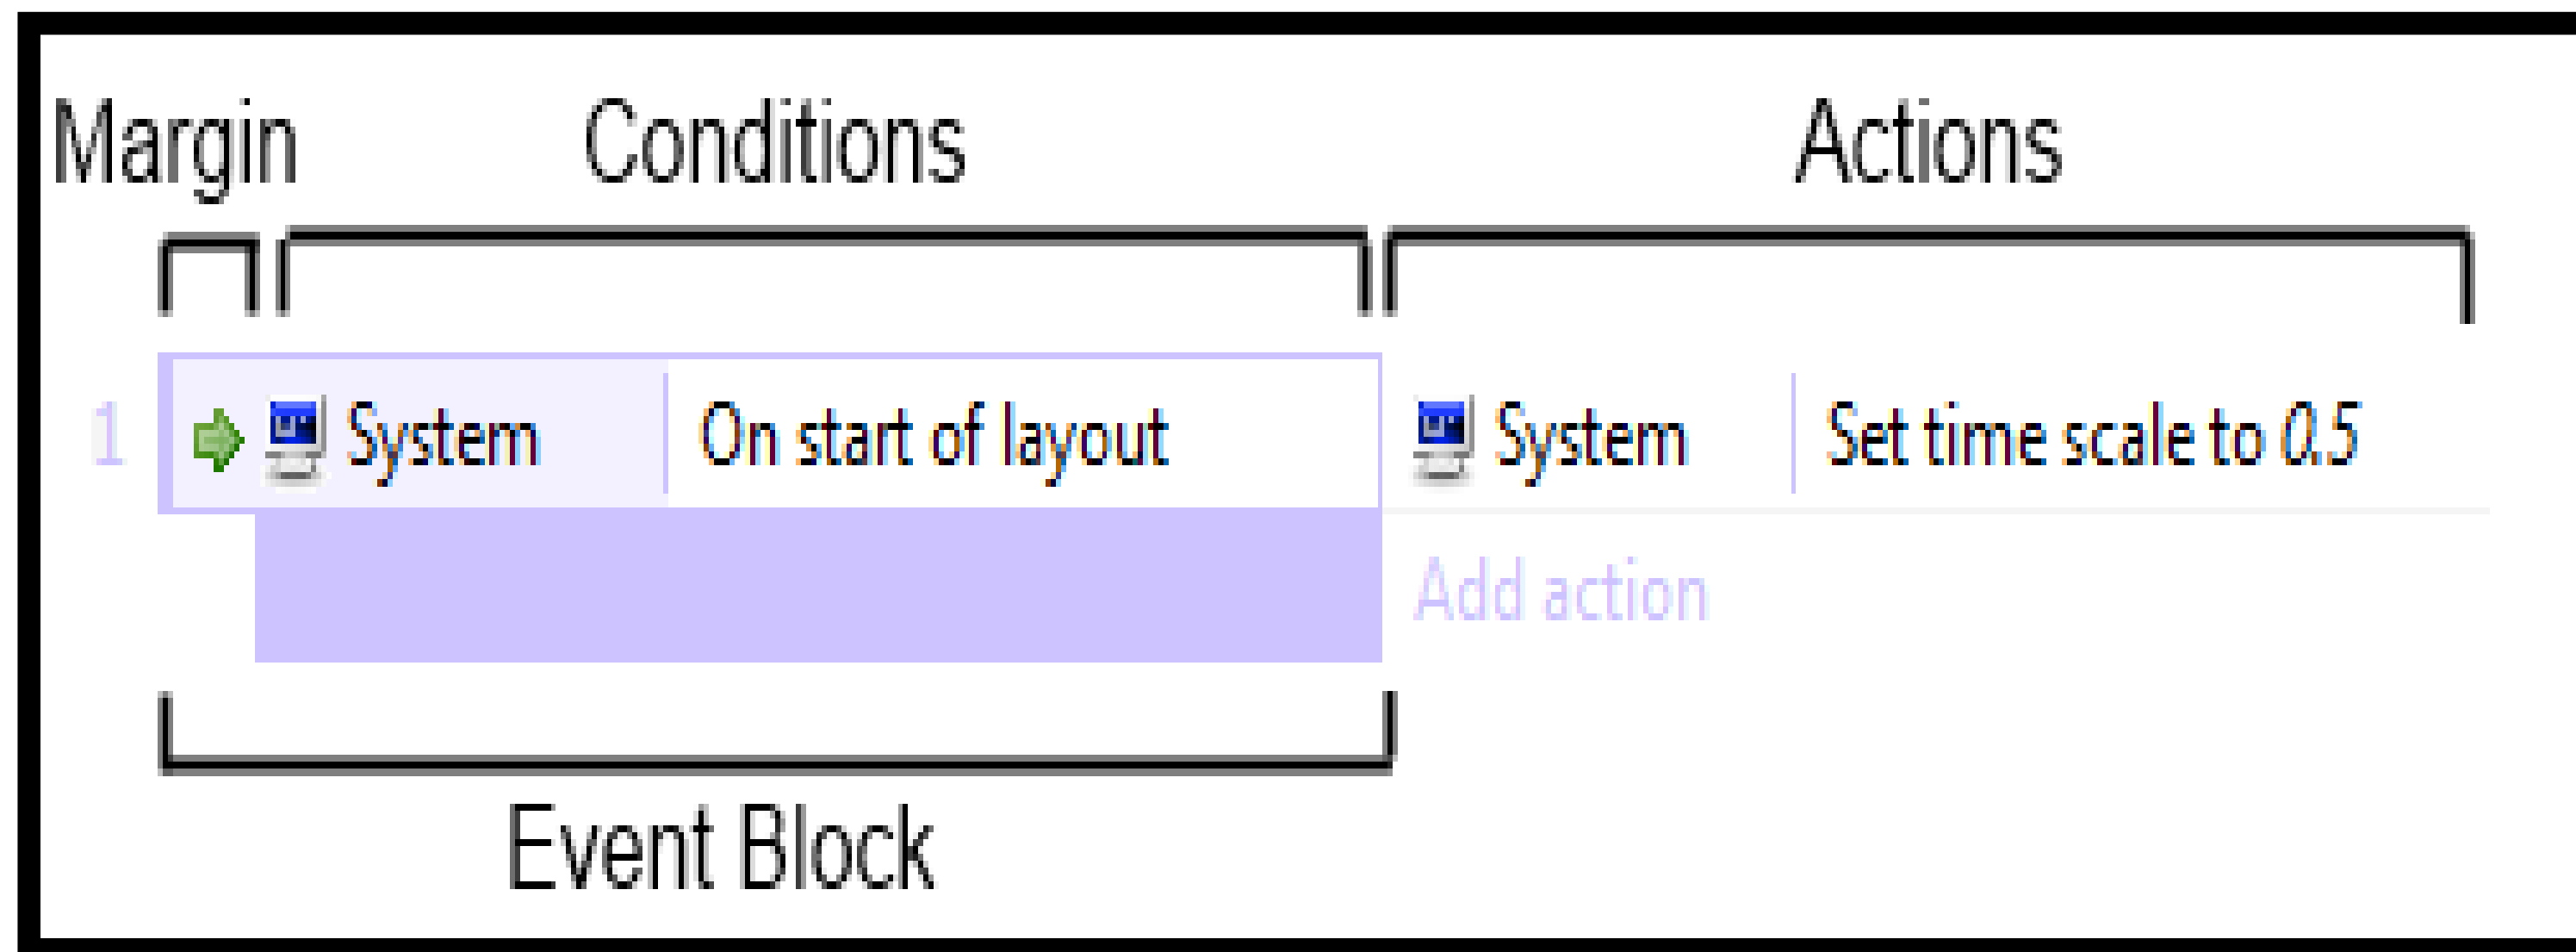 Margin Conditions Actions
1 System On start of layout System Set time scale to 0.5
Add action
Event Block